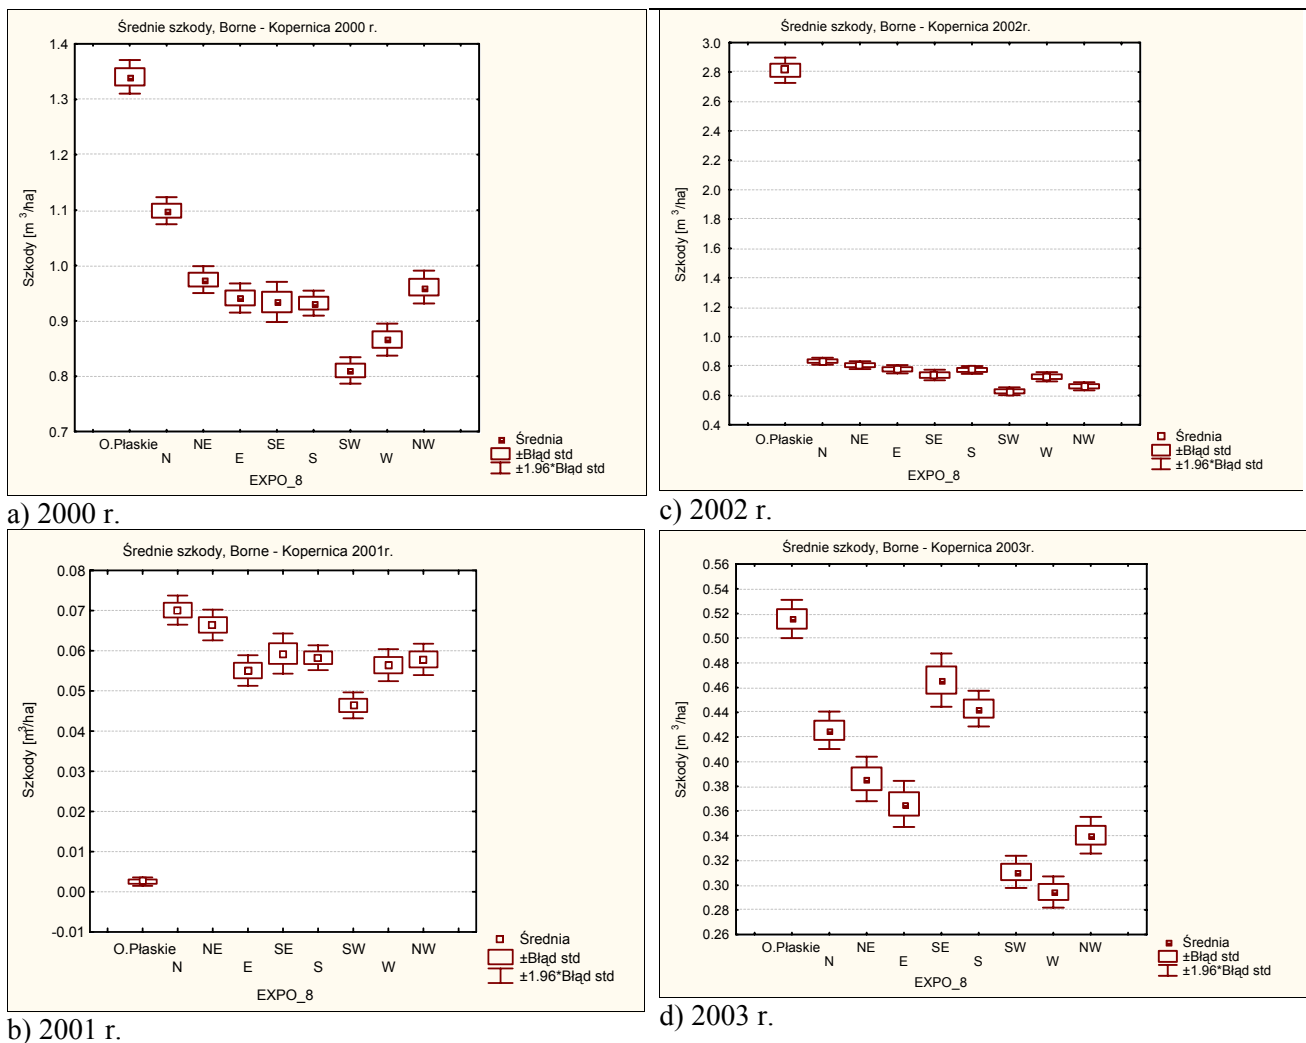 Średnie szkody, Borne - Kopernica 2000 r.
Szkody [m ³/ha]
1.4
1.3
1.2
1.1
1.0
0.9
0.8
0.7
O.Płaskie NE SE SW NW
N E S W
EXPO_8
Średnia
±Błąd std
±1.96*Błąd std
a) 2000 r.
Średnie szkody, Borne - Kopernica 2001r.
Szkody [m³/ha]
0.08
0.07
0.06
0.05
0.04
0.03
0.02
0.01
0.00
-0.01
O.Płaskie NE SE SW NW
N E S W
EXPO_8
Średnia
±Błąd std
±1.96*Błąd std
b) 2001 r.
Średnie szkody, Borne - Kopernica 2002r.
Szkody [m ³/ha]
3.0
2.8
2.6
2.4
2.2
2.0
1.8
1.6
1.4
1.2
1.0
0.8
0.6
0.4
O.Płaskie NE SE SW NW
N E S W
EXPO_8
Średnia
±Błąd std
±1.96*Błąd std
c) 2002 r.
Średnie szkody, Borne - Kopernica 2003r.
Szkody [m ³/ha]
0.56
0.54
0.52
0.50
0.48
0.46
0.44
0.42
0.40
0.38
0.36
0.34
0.32
0.30
0.28
0.26
O.Płaskie NE SE SW NW
N E S W
EXPO_8
Średnia
±Błąd std
±1.96*Błąd std
d) 2003 r.